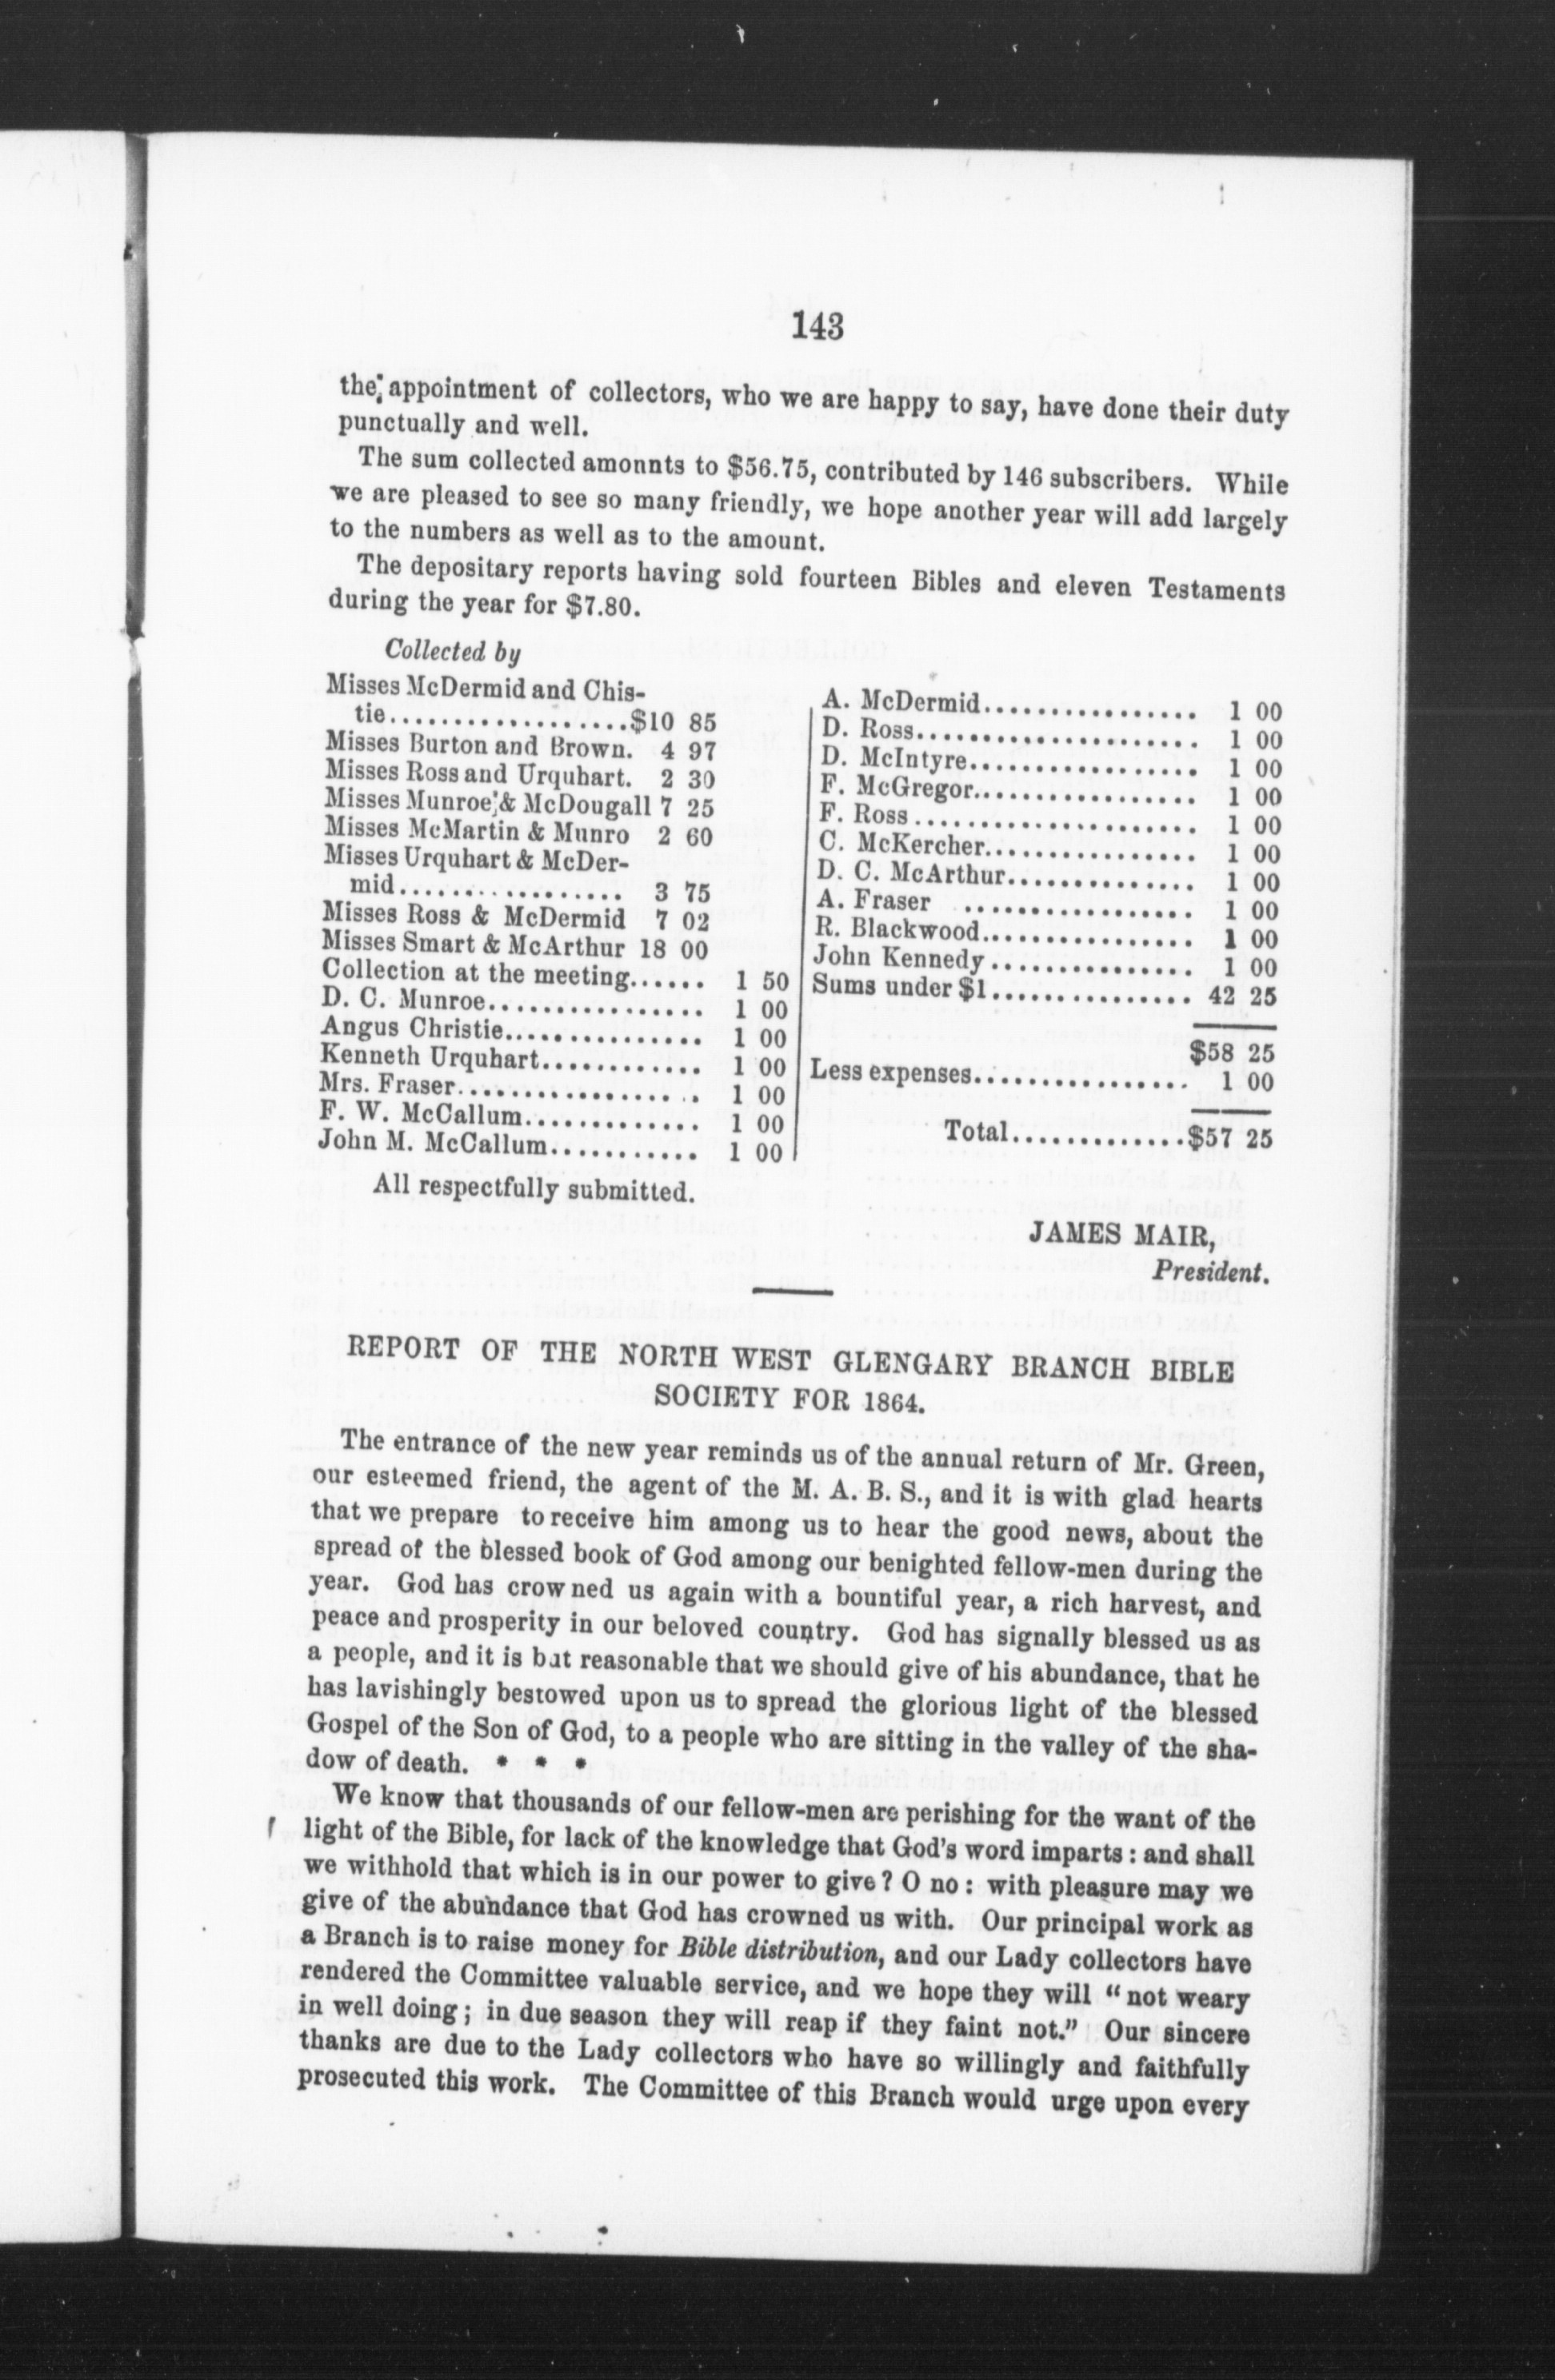 143
the appointment of collectors, who we are happy to say, have done their duty
punctually and well.
The sum collected amonnts to $56.75, contributed by 146 subscribers. While
we are pleased to see so many friendly, we hope another year will add largely
to the numbers as well as to the amount.
The depositary reports having sold fourteen Bibles and eleven Testaments
during the year for $7.80.
Collected by
Misses McDermid and Chis-
tie..................$10 85
Misses Burton and Brown. 4 97
Misses Ross and Urquhart. 2 30
Misses Munroe & McDougall 7 25
Misses McMartin & Munro 2 60
Misses Urquhart & McDer-
mid................. 3 75
Misses Ross & McDermid 7 02
Misses Smart & McArthur 18 00
Collection at the meeting...... 1 50
D. C. Munroe................ 1 00
Angus Christie............... 1 00
Kenneth Urquhart............ 1 00
Mrs. Fraser.................. 1 00
F. W. McCallum............. 1 00
John M. McCallum........... 1 00
A. McDermid................ 1 00
D. Ross..................... 1 00
D. McIntyre................. 1 00
F. McGregor................. 1 00
F. Ross...................... 1 00
C. McKercher................ 1 00
D. C. McArthur.............. 1 00
A. Fraser ................. 1 00
R. Blackwood................ 1 00
John Kennedy............... 1 00
Sums under $1............... 42 25
$58 25
Less expenses................ 1 00
Total.............$57 25
All respectfully submitted.
JAMES MAIR,
President.
REPORT OF THE NORTH WEST GLENGARY BRANCH BIBLE
SOCIETY FOR 1864.
The entrance of the new year reminds us of the annual return of Mr. Green,
our esteemed friend, the agent of the M. A. B. S., and it is with glad hearts
that we prepare to receive him among us to hear the good news, about the
spread of the blessed book of God among our benighted fellow-men during the
year. God has crowned us again with a bountiful year, a rich harvest, and
peace and prosperity in our beloved country. God has signally blessed us as
a people, and it is but reasonable that we should give of his abundance, that he
has lavishingly bestowed upon us to spread the glorious light of the blessed
Gospel of the Son of God, to a people who are sitting in the valley of the sha-
dow of death. * * *
We know that thousands of our fellow-men are perishing for the want of the
light of the Bible, for lack of the knowledge that God's word imparts : and shall
we withhold that which is in our power to give ? O no : with pleasure may we
give of the abundance that God has crowned us with. Our principal work as
a Branch is to raise money for Bible distribution, and our Lady collectors have
rendered the Committee valuable service, and we hope they will " not weary
in well doing ; in due season they will reap if they faint not." Our sincere
thanks are due to the Lady collectors who have so willingly and faithfully
prosecuted this work. The Committee of this Branch would urge upon every